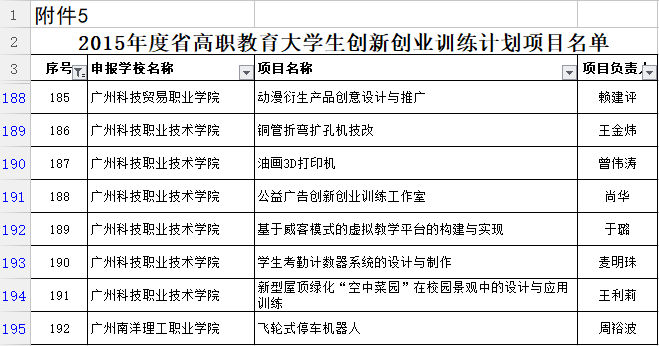 1 附件5
2 2015年度省高职教育大学生创新创业训练计划项目名单
3 序号 申报学校名称 项目名称 项目负责人
188 185 广州科技贸易职业学院 动漫衍生产品创意设计与推广 赖建评
189 186 广州科技职业技术学院 铜管折弯扩孔机技改 王金炜
190 187 广州科技职业技术学院 油画3D打印机 曾伟涛
191 188 广州科技职业技术学院 公益广告创新创业训练工作室 尚华
192 189 广州科技职业技术学院 基于威客模式的虚拟教学平台的构建与实现 于璐
193 190 广州科技职业技术学院 学生考勤计数器系统的设计与制作 麦明珠
194 191 广州科技职业技术学院 新型屋顶绿化“空中菜园”在校园景观中的设计与应用 王利莉
训练
195 192 广州南洋理工职业学院 飞轮式停车机器人 周裕波